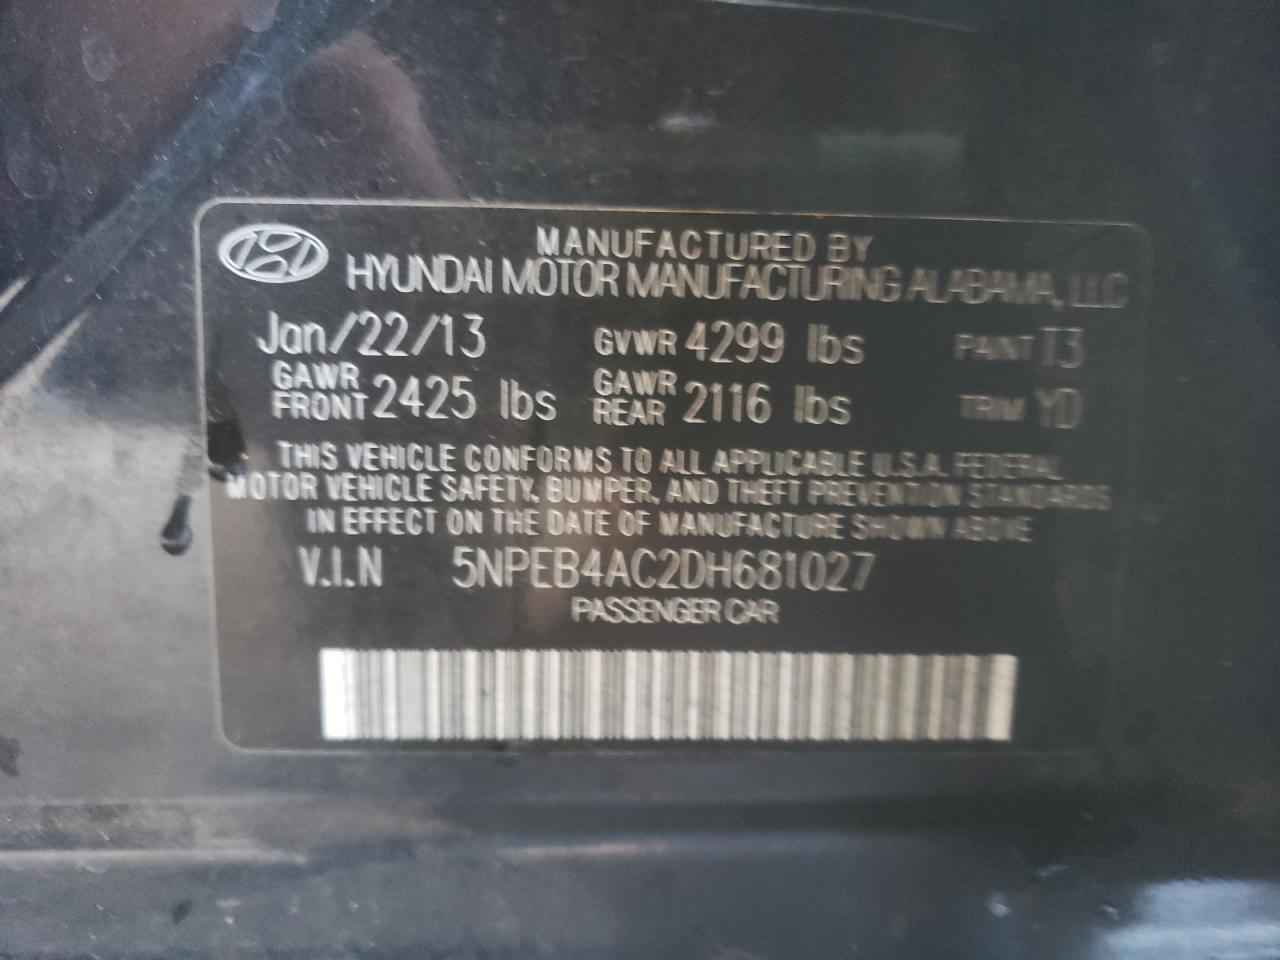 MANUFACTURED BY
HYUNDAI MOTOR MANUFACTURING ALABAMA, LLC
Jan/22/13 GVWR 4299 lbs PAINT T3
GAWR FRONT 2425 lbs GAWR REAR 2116 lbs TRIM YD
THIS VEHICLE CONFORMS TO ALL APPLICABLE U.S.A. FEDERAL
MOTOR VEHICLE SAFETY, BUMPER, AND THEFT PREVENTION STANDARDS
IN EFFECT ON THE DATE OF MANUFACTURE SHOWN ABOVE
V.I.N 5NPEB4AC2DH681027
PASSENGER CAR